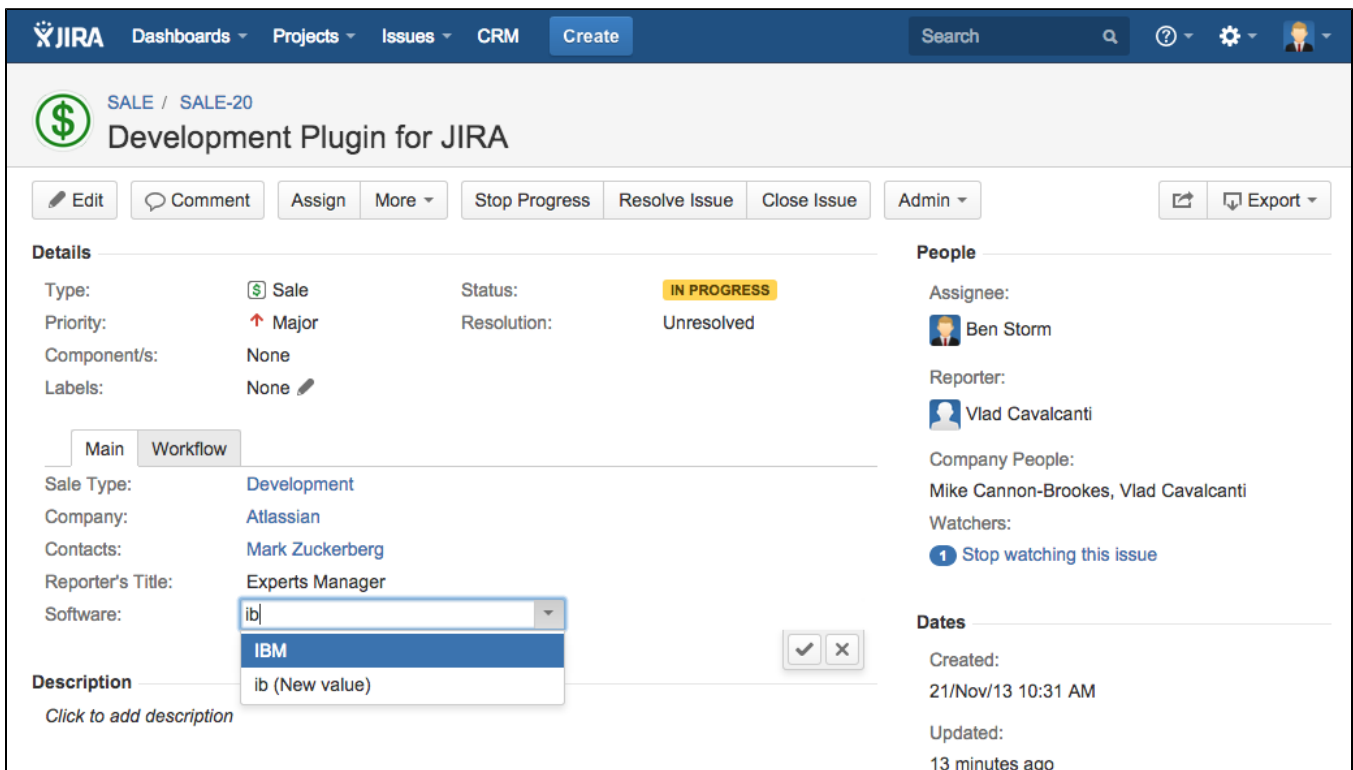 JIRA Dashboards Projects Issues CRM Create Search
SALE / SALE-20
Development Plugin for JIRA
Edit Comment Assign More Stop Progress Resolve Issue Close Issue Admin Export
Details
Type: Sale Status: IN PROGRESS
Priority: Major Resolution: Unresolved
Component/s: None
Labels: None
Main Workflow
Sale Type: Development
Company: Atlassian
Contacts: Mark Zuckerberg
Reporter's Title: Experts Manager
Software: ib
IBM
ib (New value)
Description
Click to add description
People
Assignee:
Ben Storm
Reporter:
Vlad Cavalcanti
Company People:
Mike Cannon-Brookes, Vlad Cavalcanti
Watchers:
1 Stop watching this issue
Dates
Created:
21/Nov/13 10:31 AM
Updated:
13 minutes ago